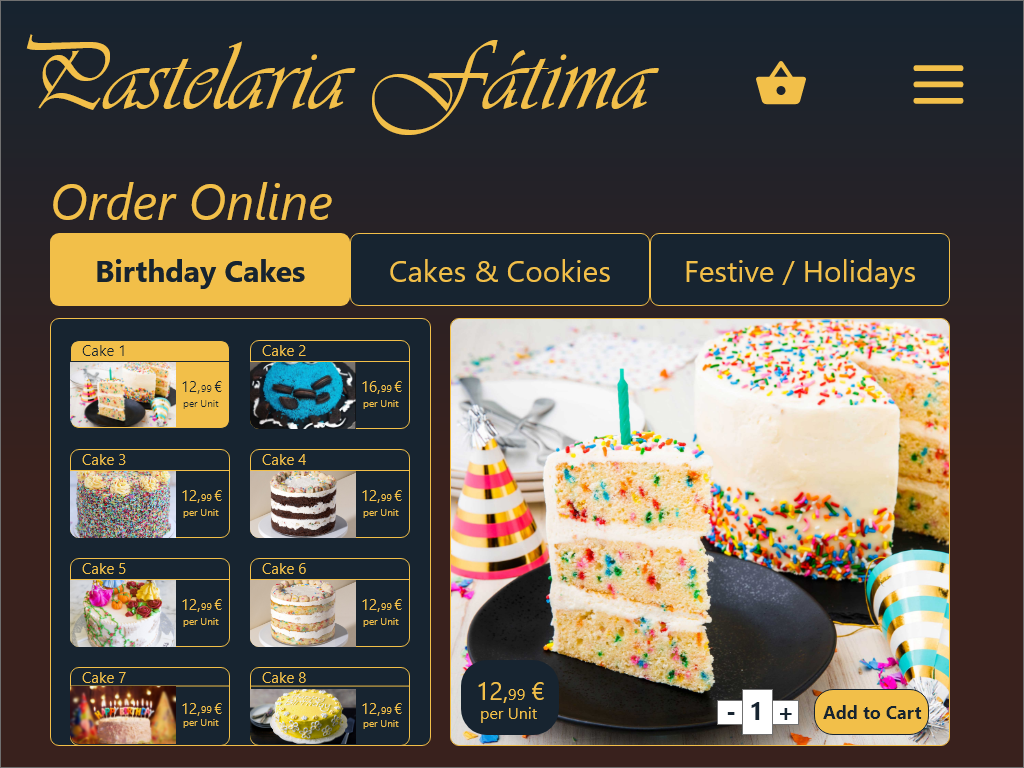 Pastelaria Fátima
Order Online
Birthday Cakes
Cakes & Cookies
Festive / Holidays
Cake 1
12,99 €
per Unit
Cake 2
16,99 €
per Unit
Cake 3
12,99 €
per Unit
Cake 4
12,99 €
per Unit
Cake 5
12,99 €
per Unit
Cake 6
12,99 €
per Unit
Cake 7
12,99 €
per Unit
Cake 8
12,99 €
per Unit
12,99 €
per Unit
- 1 +
Add to Cart